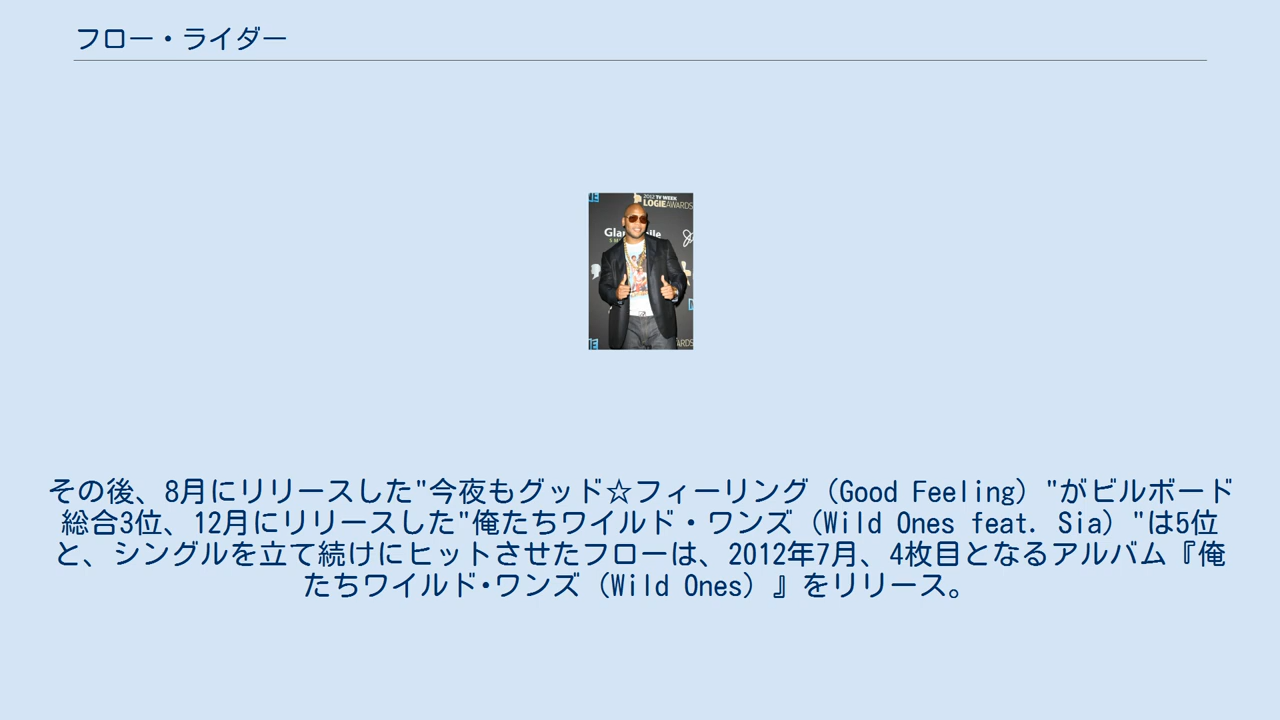 フロー・ライダー
2012 TV WEEK
LOGIE AWARDS
その後、8月にリリースした"今夜もグッド☆フィーリング（Good Feeling）"がビルボード
総合3位、12月にリリースした"俺たちワイルド・ワンズ（Wild Ones feat. Sia）"は5位
と、シングルを立て続けにヒットさせたフローは、2012年7月、4枚目となるアルバム『俺
たちワイルド・ワンズ（Wild Ones）』をリリース。